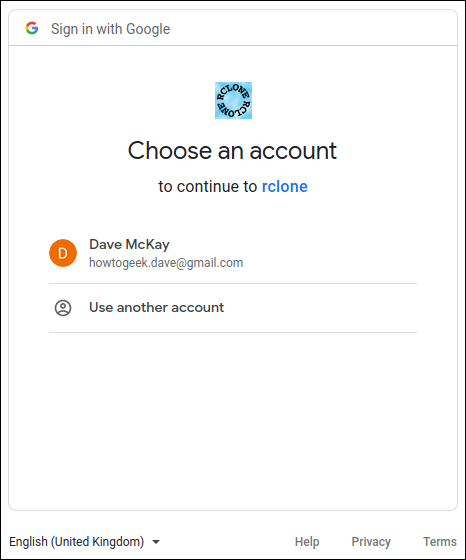 Sign in with Google
RCLONE RCLONE
Choose an account
to continue to rclone
D
Dave McKay
howtogeek.dave@gmail.com
Use another account
English (United Kingdom)
Help Privacy Terms